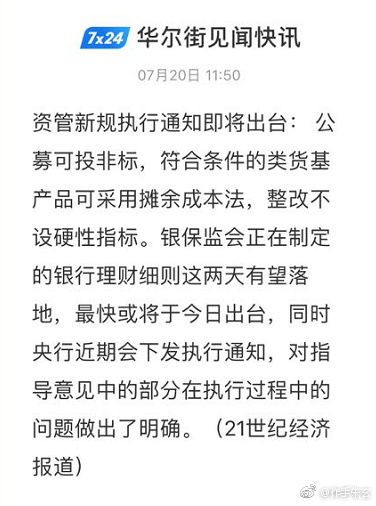 7x24 华尔街见闻快讯
07月20日 11:50
资管新规执行通知即将出台： 公
募可投非标，符合条件的类货基
产品可采用摊余成本法，整改不
设硬性指标。银保监会正在制定
的银行理财细则这两天有望落
地，最快或将于今日出台，同时
央行近期会下发执行通知，对指
导意见中的部分在执行过程中的
问题做出了明确。（21世纪经济
报道）